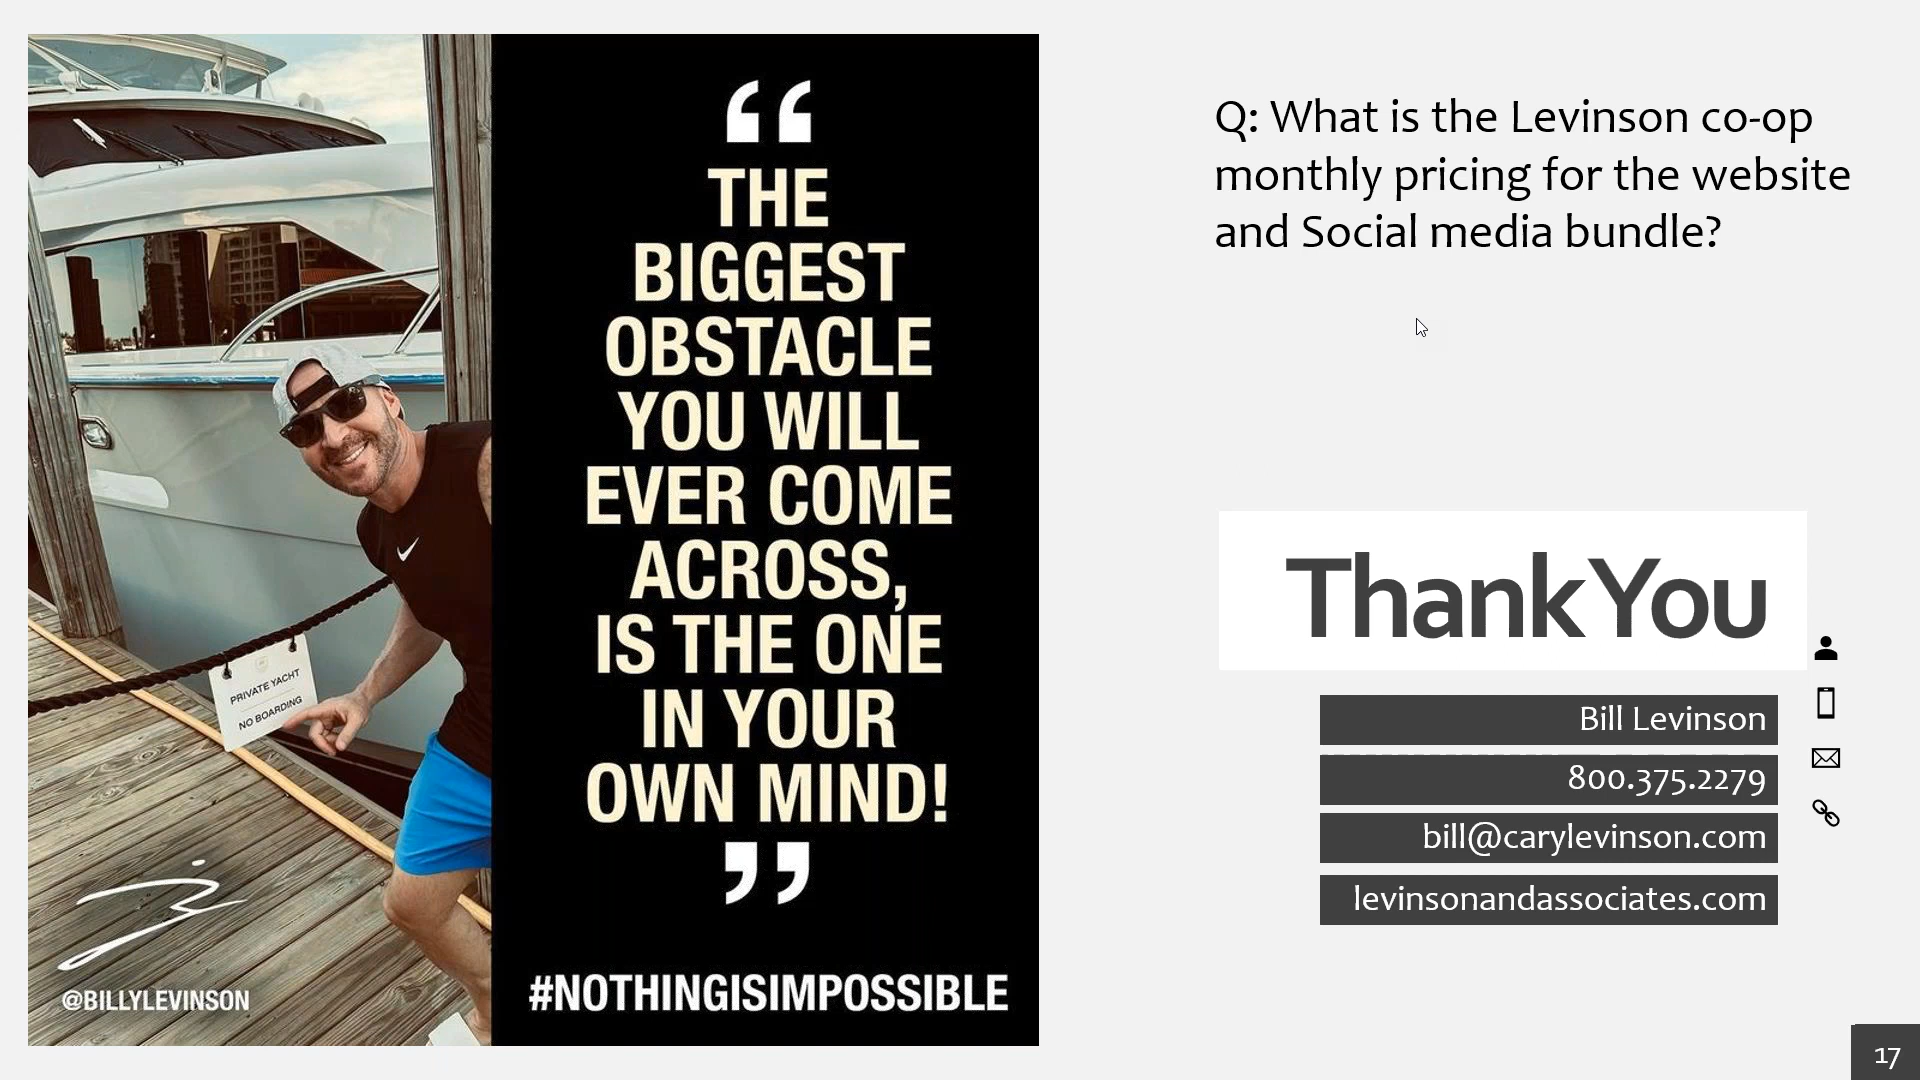 “
THE
BIGGEST
OBSTACLE
YOU WILL
EVER COME
ACROSS,
IS THE ONE
IN YOUR
OWN MIND!
”
#NOTHINGISIMPOSSIBLE
PRIVATE YACHT
NO BOARDING
@BILLYLEVINSON
Q: What is the Levinson co-op
monthly pricing for the website
and Social media bundle?
Thank You
Bill Levinson
800.375.2279
bill@carylevinson.com
levinsonandassociates.com
17